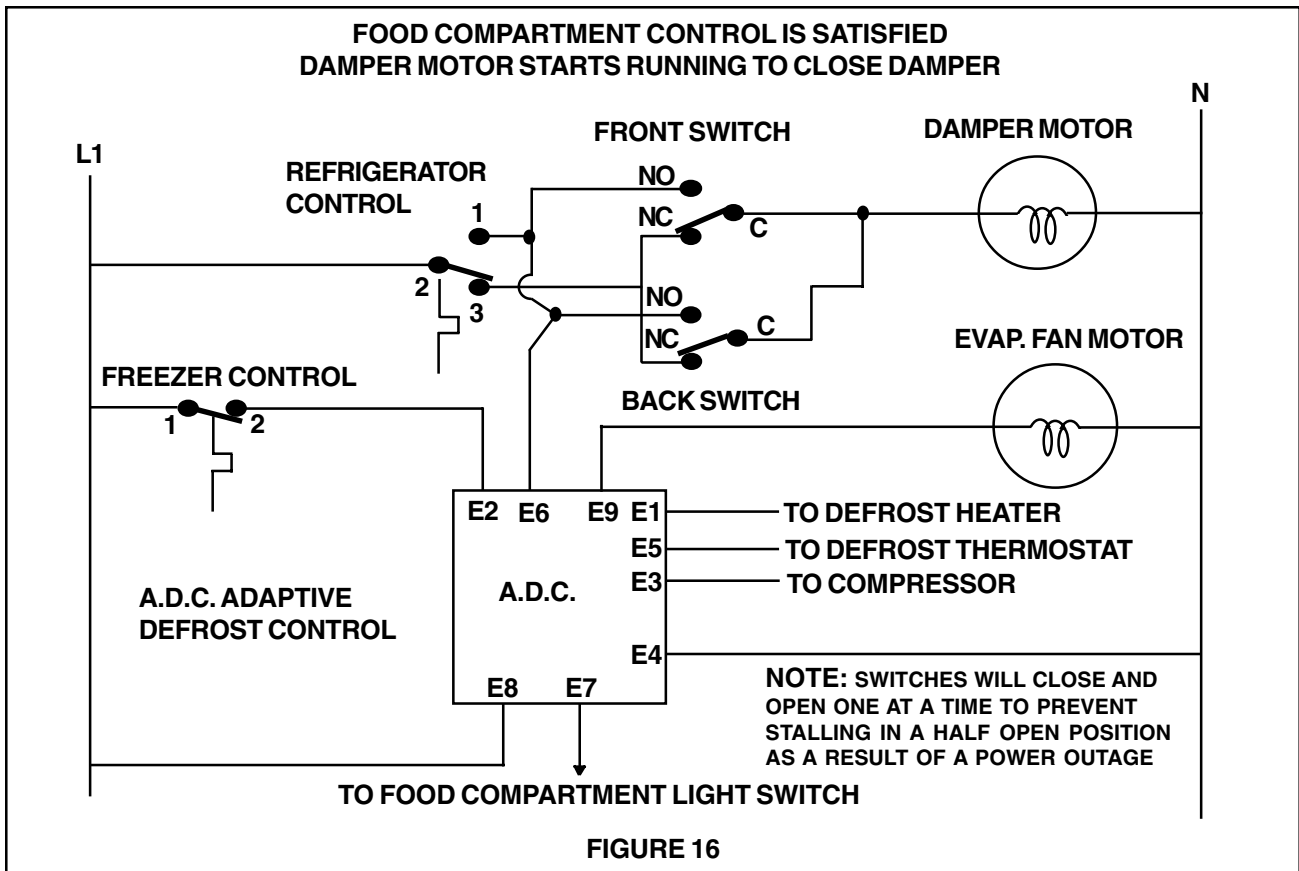 FOOD COMPARTMENT CONTROL IS SATISFIED
DAMPER MOTOR STARTS RUNNING TO CLOSE DAMPER
L1
N
REFRIGERATOR
CONTROL
FRONT SWITCH
DAMPER MOTOR
1
2
3
NO
NC
C
NO
NC
C
BACK SWITCH
EVAP. FAN MOTOR
FREEZER CONTROL
1
2
E2
E6
E9
E1
TO DEFROST HEATER
E5
TO DEFROST THERMOSTAT
E3
TO COMPRESSOR
A.D.C.
A.D.C. ADAPTIVE
DEFROST CONTROL
E4
E8
E7
NOTE: SWITCHES WILL CLOSE AND
OPEN ONE AT A TIME TO PREVENT
STALLING IN A HALF OPEN POSITION
AS A RESULT OF A POWER OUTAGE
TO FOOD COMPARTMENT LIGHT SWITCH
FIGURE 16